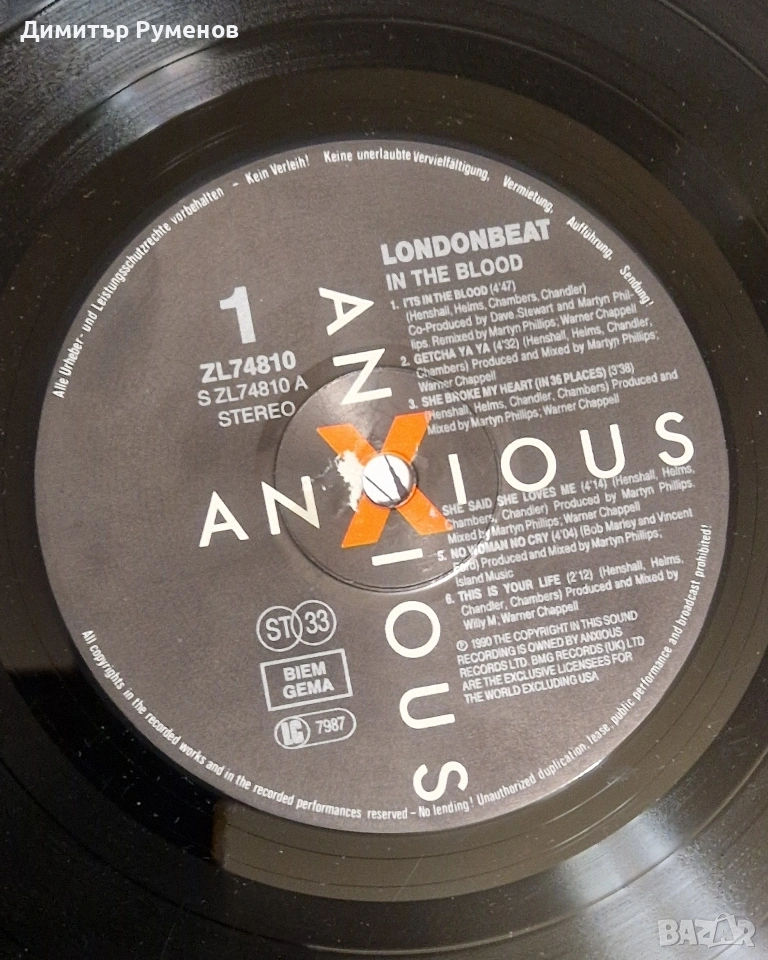 Димитър Руменов
Alle Urheber- und Leistungsschutzrechte vorbehalten – Kein Verleih! Keine unerlaubte Vervielfältigung, Vermietung, Aufführung, Sendung!
LONDONBEAT
IN THE BLOOD
1
ZL74810
S ZL74810 A
STEREO
1. I'TS IN THE BLOOD (4'47)
(Henshall, Helms, Chambers, Chandler)
Co-Produced by Dave Stewart and Martyn Phil-
lips. Remixed by Martyn Phillips; Warner Chappell
2. GETCHA YA YA (4'32) (Henshall, Helms, Chandler,
Chambers) Produced and Mixed by Martyn Phillips;
Warner Chappell
3. SHE BROKE MY HEART (IN 36 PLACES) (3'38)
(Henshall, Helms, Chandler, Chambers) Produced and
Mixed by Martyn Phillips; Warner Chappell
ANXIOUS
ANXIOUS
4. SHE SAID SHE LOVES ME (4'14) (Henshall, Helms,
Chambers, Chandler) Produced by Martyn Phillips.
Mixed by Martyn Phillips; Warner Chappell
5. NO WOMAN NO CRY (4'04) (Bob Marley and Vincent
Ford) Produced and Mixed by Martyn Phillips;
Island Music
6. THIS IS YOUR LIFE (2'12) (Henshall, Helms,
Chandler, Chambers) Produced and Mixed by
Willy M; Warner Chappell
℗ 1990 THE COPYRIGHT IN THIS SOUND
RECORDING IS OWNED BY ANXIOUS
RECORDS LTD. BMG RECORDS (UK) LTD
ARE THE EXCLUSIVE LICENSEES FOR
THE WORLD EXCLUDING USA
ST 33
BIEM
GEMA
LC 7987
All copyrights in the recorded works and in the recorded performances reserved – No lending! Unauthorized duplication, lease, public performance and broadcast prohibited!
BAZAR